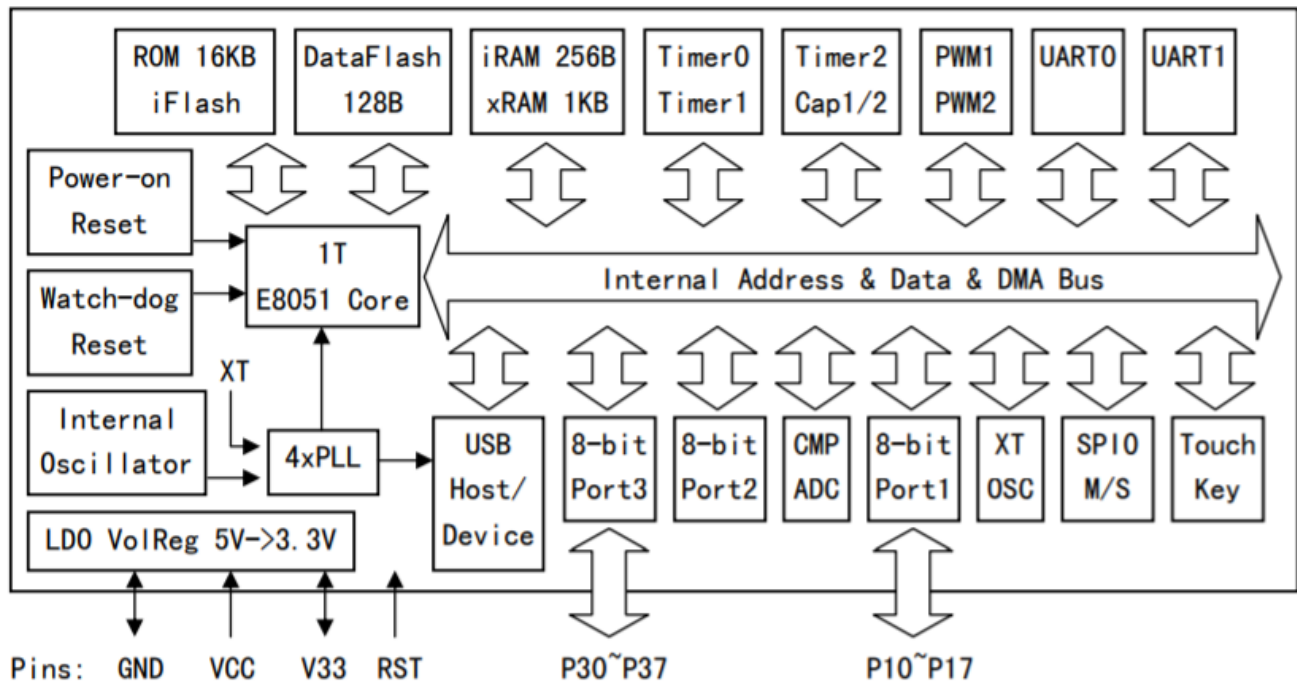 ROM 16KB
iFlash
DataFlash
128B
iRAM 256B
xRAM 1KB
Timer0
Timer1
Timer2
Cap1/2
PWM1
PWM2
UART0
UART1
Power-on
Reset
1T
E8051 Core
Internal Address & Data & DMA Bus
Watch-dog
Reset
XT
Internal
Oscillator
4xPLL
USB
Host/
Device
8-bit
Port3
8-bit
Port2
CMP
ADC
8-bit
Port1
XT
OSC
SPI0
M/S
Touch
Key
LDO VolReg 5V->3.3V
Pins: GND VCC V33 RST P30~P37 P10~P17